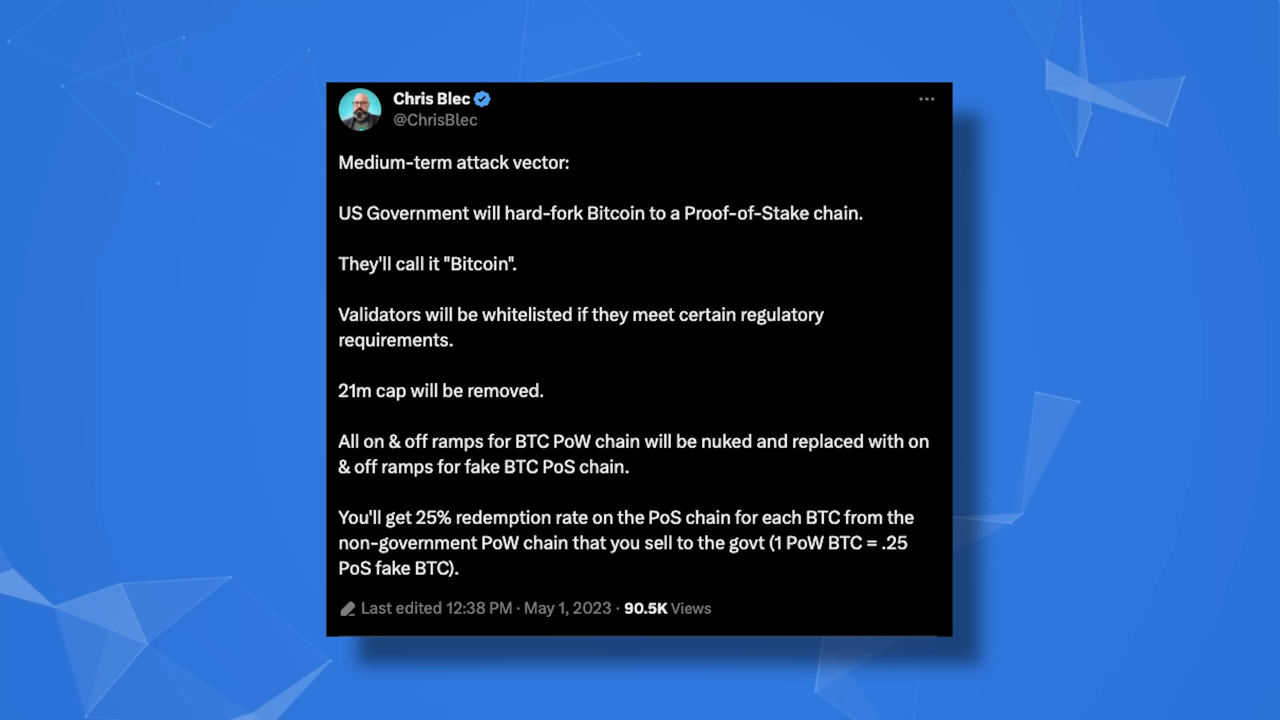 Chris Blec
@ChrisBlec
Medium-term attack vector:
US Government will hard-fork Bitcoin to a Proof-of-Stake chain.
They'll call it "Bitcoin".
Validators will be whitelisted if they meet certain regulatory
requirements.
21m cap will be removed.
All on & off ramps for BTC PoW chain will be nuked and replaced with on
& off ramps for fake BTC PoS chain.
You'll get 25% redemption rate on the PoS chain for each BTC from the
non-government PoW chain that you sell to the govt (1 PoW BTC = .25
PoS fake BTC).
Last edited 12:38 PM · May 1, 2023 · 90.5K Views